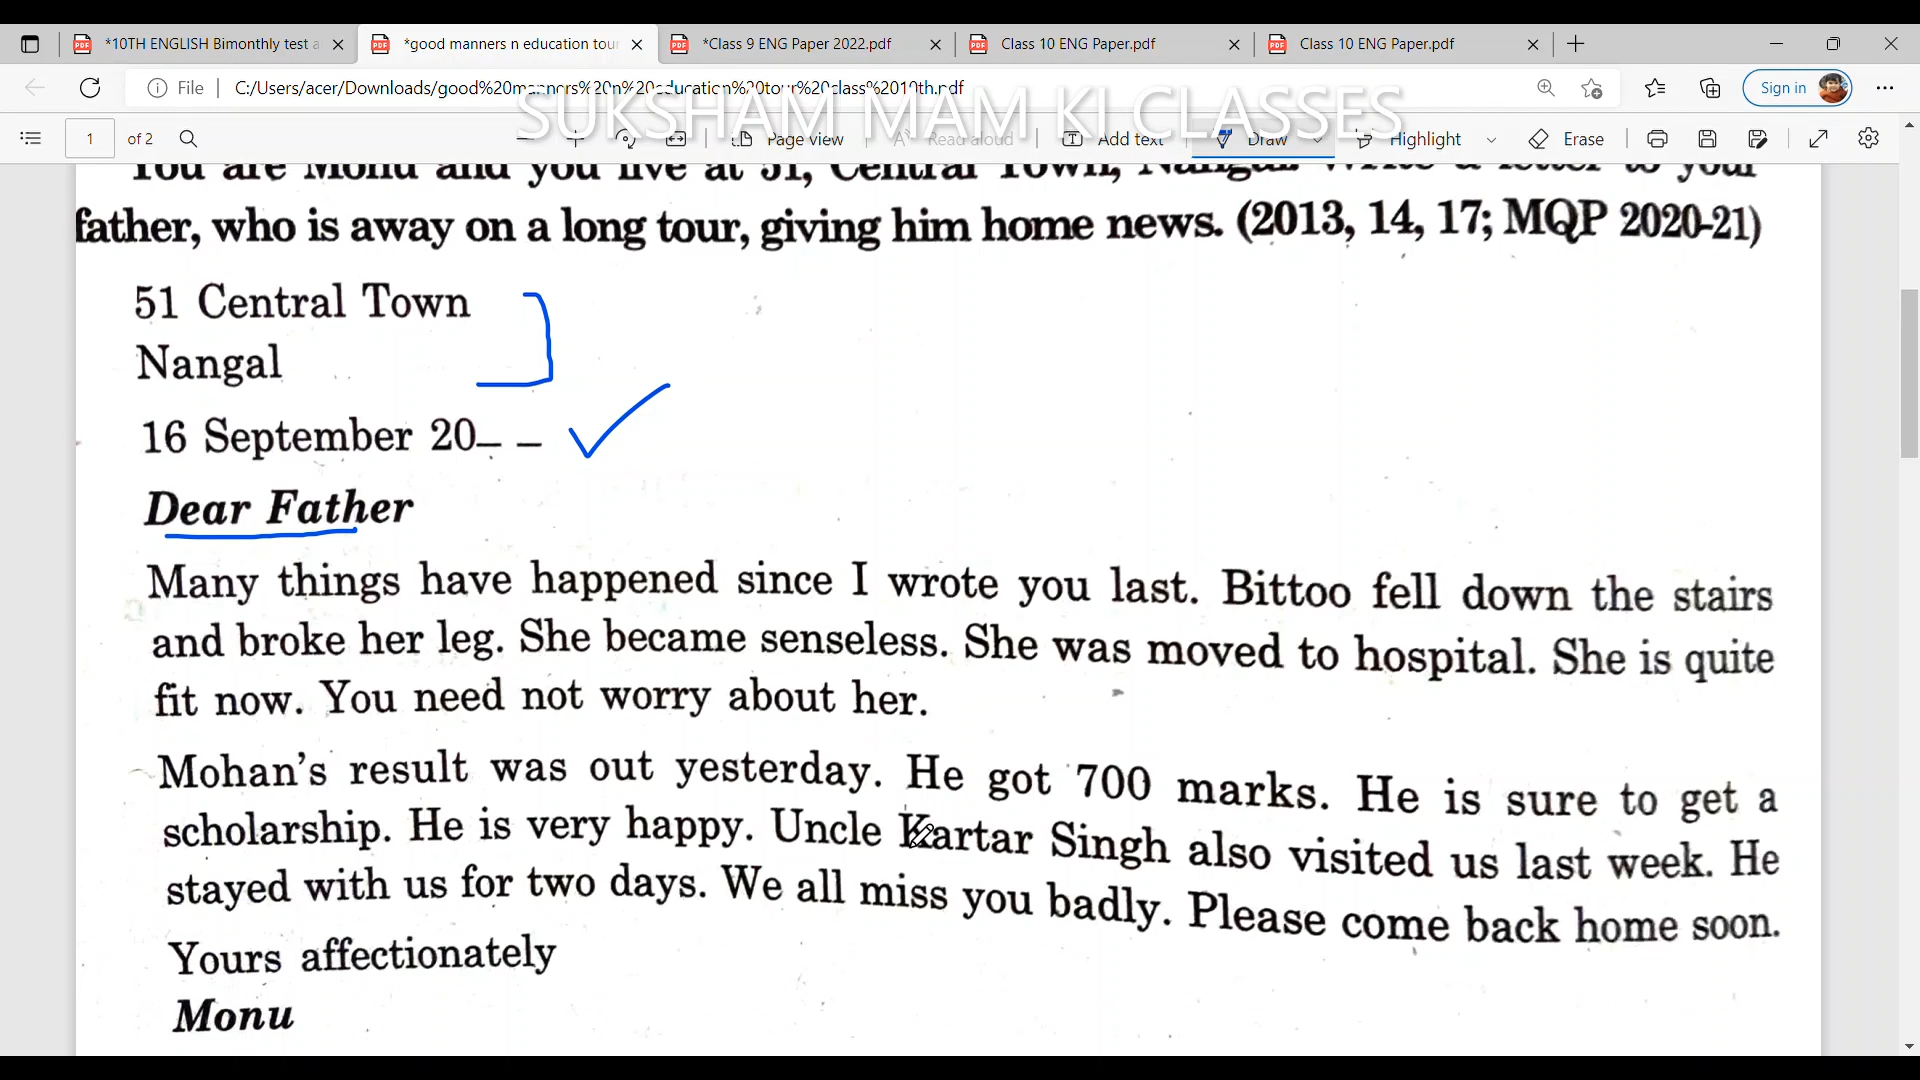 *10TH ENGLISH Bimonthly test a
*good manners n education tour
*Class 9 ENG Paper 2022.pdf
Class 10 ENG Paper.pdf
Class 10 ENG Paper.pdf
File
C:/Users/acer/Downloads/good%20manners%20n%20education%20tour%20class%2010th.pdf
Sign in
SUKSHAM MAM KI CLASSES
1 of 2
Page view
Read aloud
Add text
Draw
Highlight
Erase
You are Monu and you live at 51, Central Town, Nangal. Write a letter to your
father, who is away on a long tour, giving him home news. (2013, 14, 17; MQP 2020-21)
51 Central Town
Nangal
16 September 20– –
Dear Father
Many things have happened since I wrote you last. Bittoo fell down the stairs
and broke her leg. She became senseless. She was moved to hospital. She is quite
fit now. You need not worry about her.
Mohan's result was out yesterday. He got 700 marks. He is sure to get a
scholarship. He is very happy. Uncle Kartar Singh also visited us last week. He
stayed with us for two days. We all miss you badly. Please come back home soon.
Yours affectionately
Monu